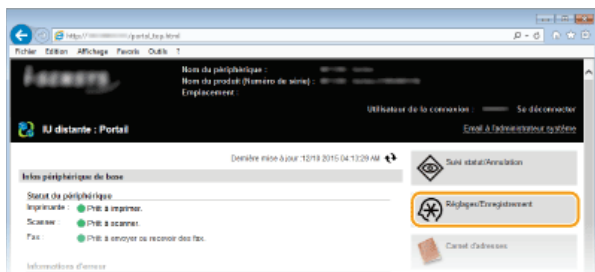 /portal_top.html
Fichier Edition Affichage Favoris Outils ?
Nom du périphérique :
Nom du produit (Numéro de série) :
Emplacement :
Utilisateur de la connexion : Se déconnecter
IU distante : Portail
Email à l'administrateur système
Dernière mise à jour :12/10 2015 04:13:29 AM
Suivi statut/Annulation
Infos périphérique de base
Statut du périphérique
Imprimante : Prêt à imprimer.
Réglages/Enregistrement
Scanner : Prêt à scanner.
Fax : Prêt à envoyer ou recevoir des fax.
Carnet d'adresses
Informations d'erreur